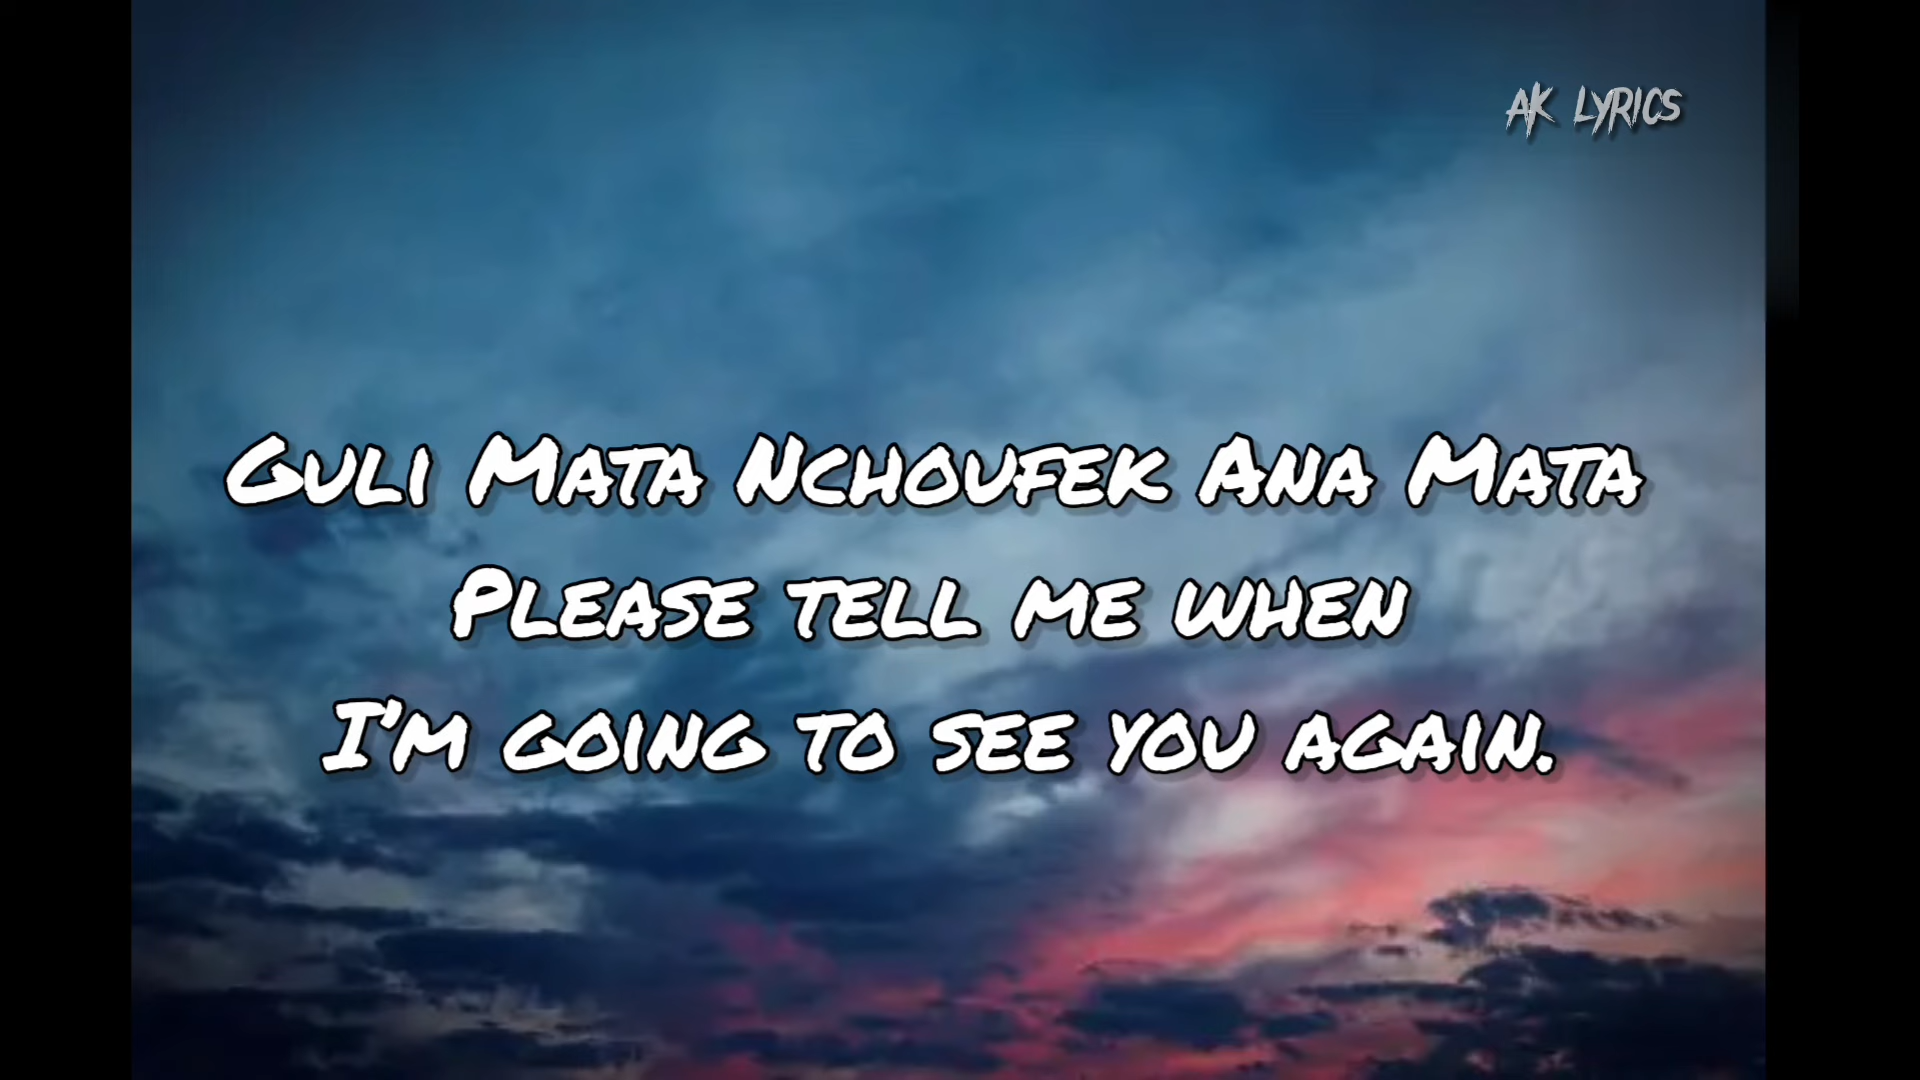 AK LYRICS
GULI MATA NCHOUFEK ANA MATA
PLEASE TELL ME WHEN
I'M GOING TO SEE YOU AGAIN.